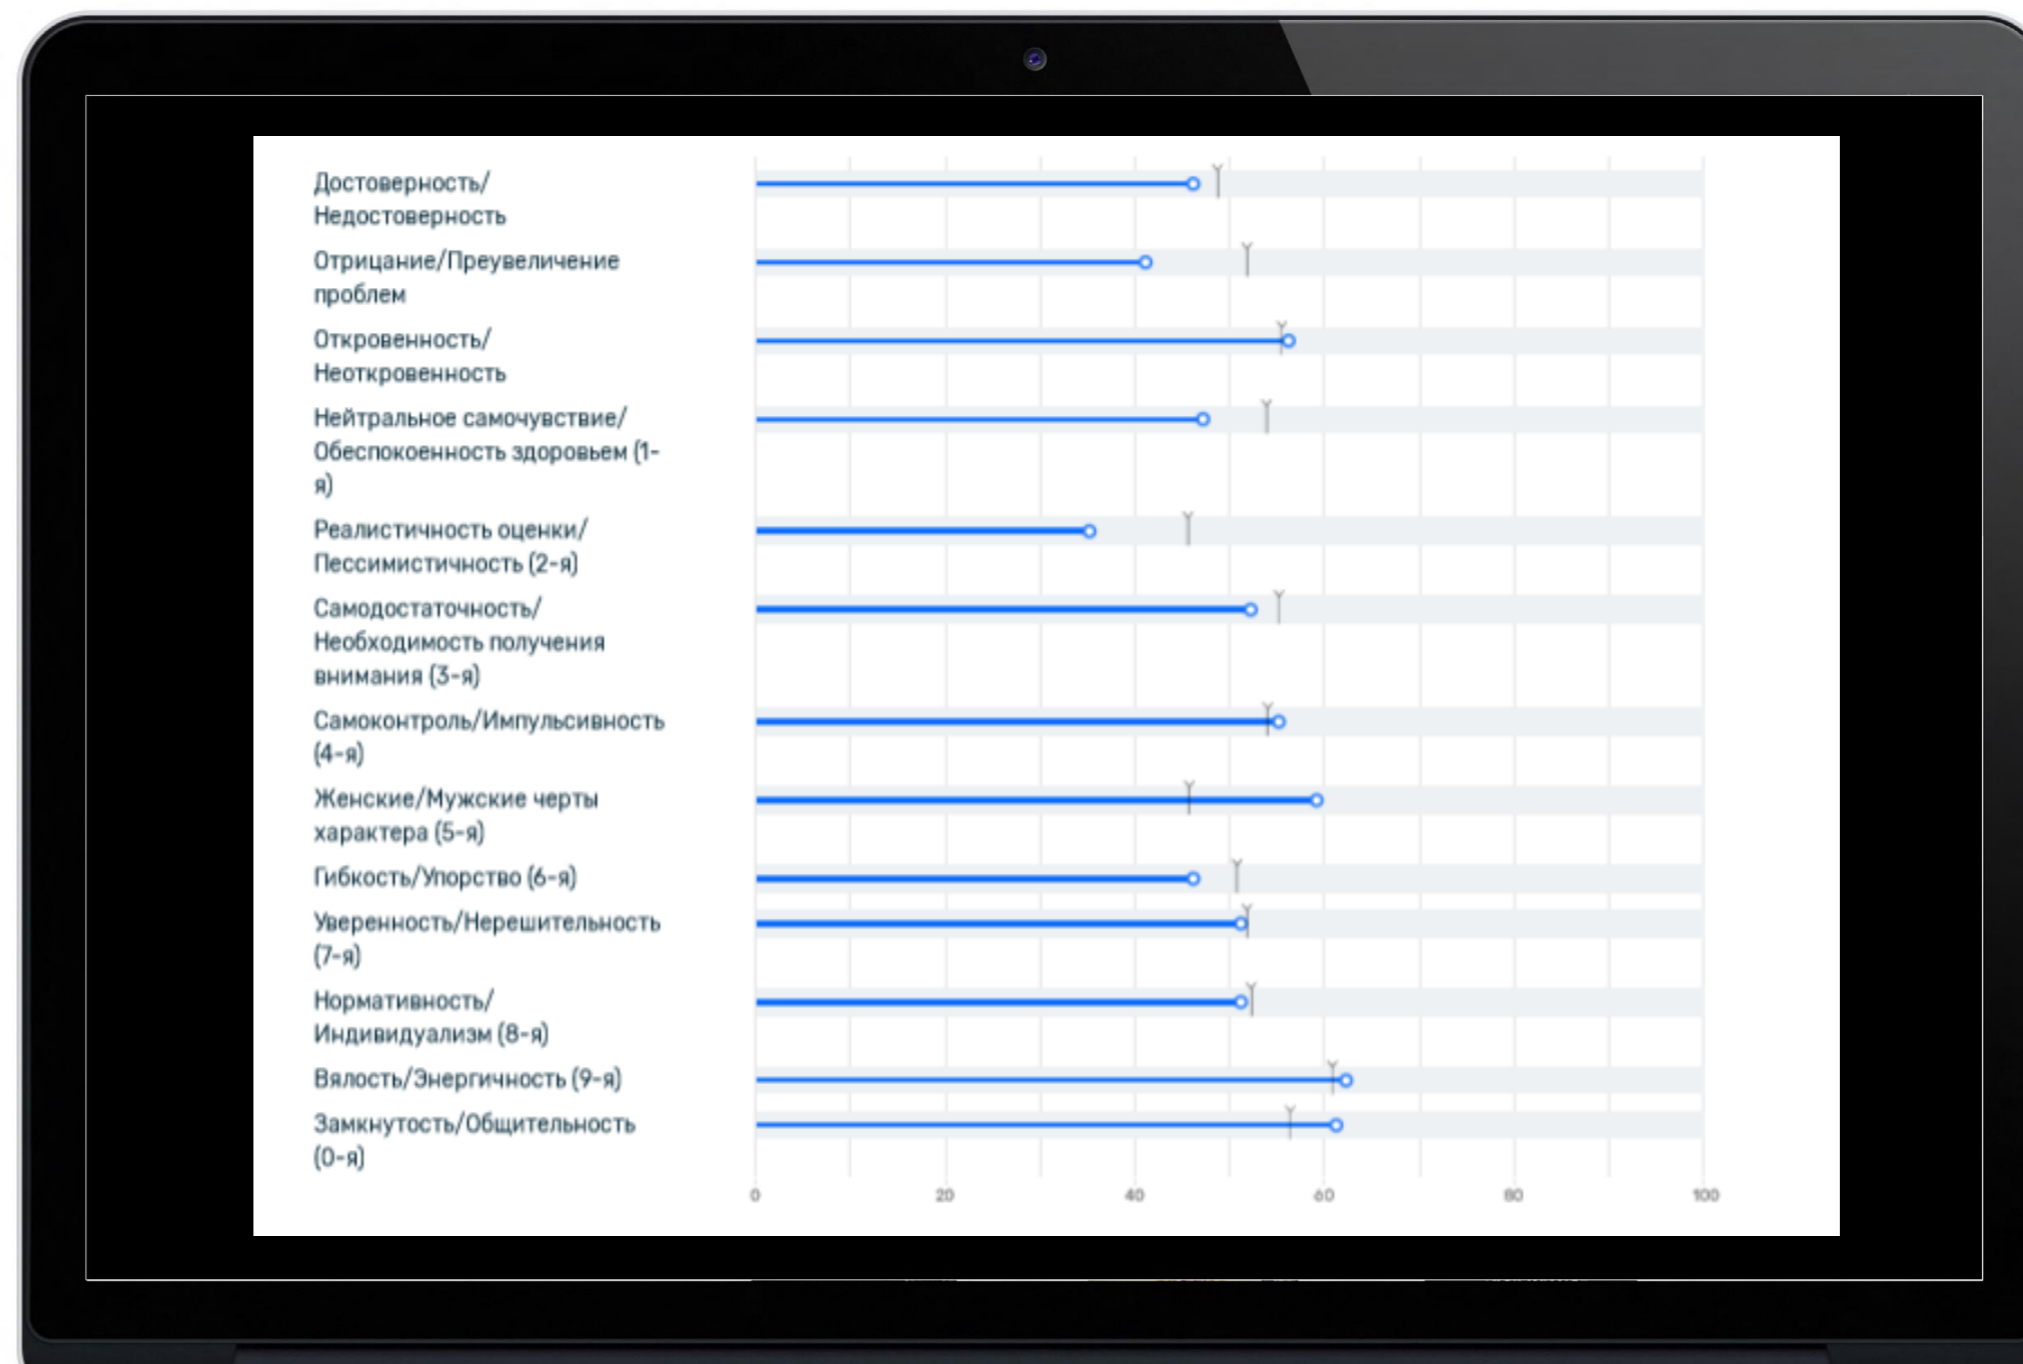 Достоверность/
Недостоверность
Отрицание/Преувеличение
проблем
Откровенность/
Неоткровенность
Нейтральное самочувствие/
Обеспокоенность здоровьем (1-
я)
Реалистичность оценки/
Пессимистичность (2-я)
Самодостаточность/
Необходимость получения
внимания (3-я)
Самоконтроль/Импульсивность
(4-я)
Женские/Мужские черты
характера (5-я)
Гибкость/Упорство (6-я)
Уверенность/Нерешительность
(7-я)
Нормативность/
Индивидуализм (8-я)
Вялость/Энергичность (9-я)
Замкнутость/Общительность
(0-я)
0 20 40 60 80 100